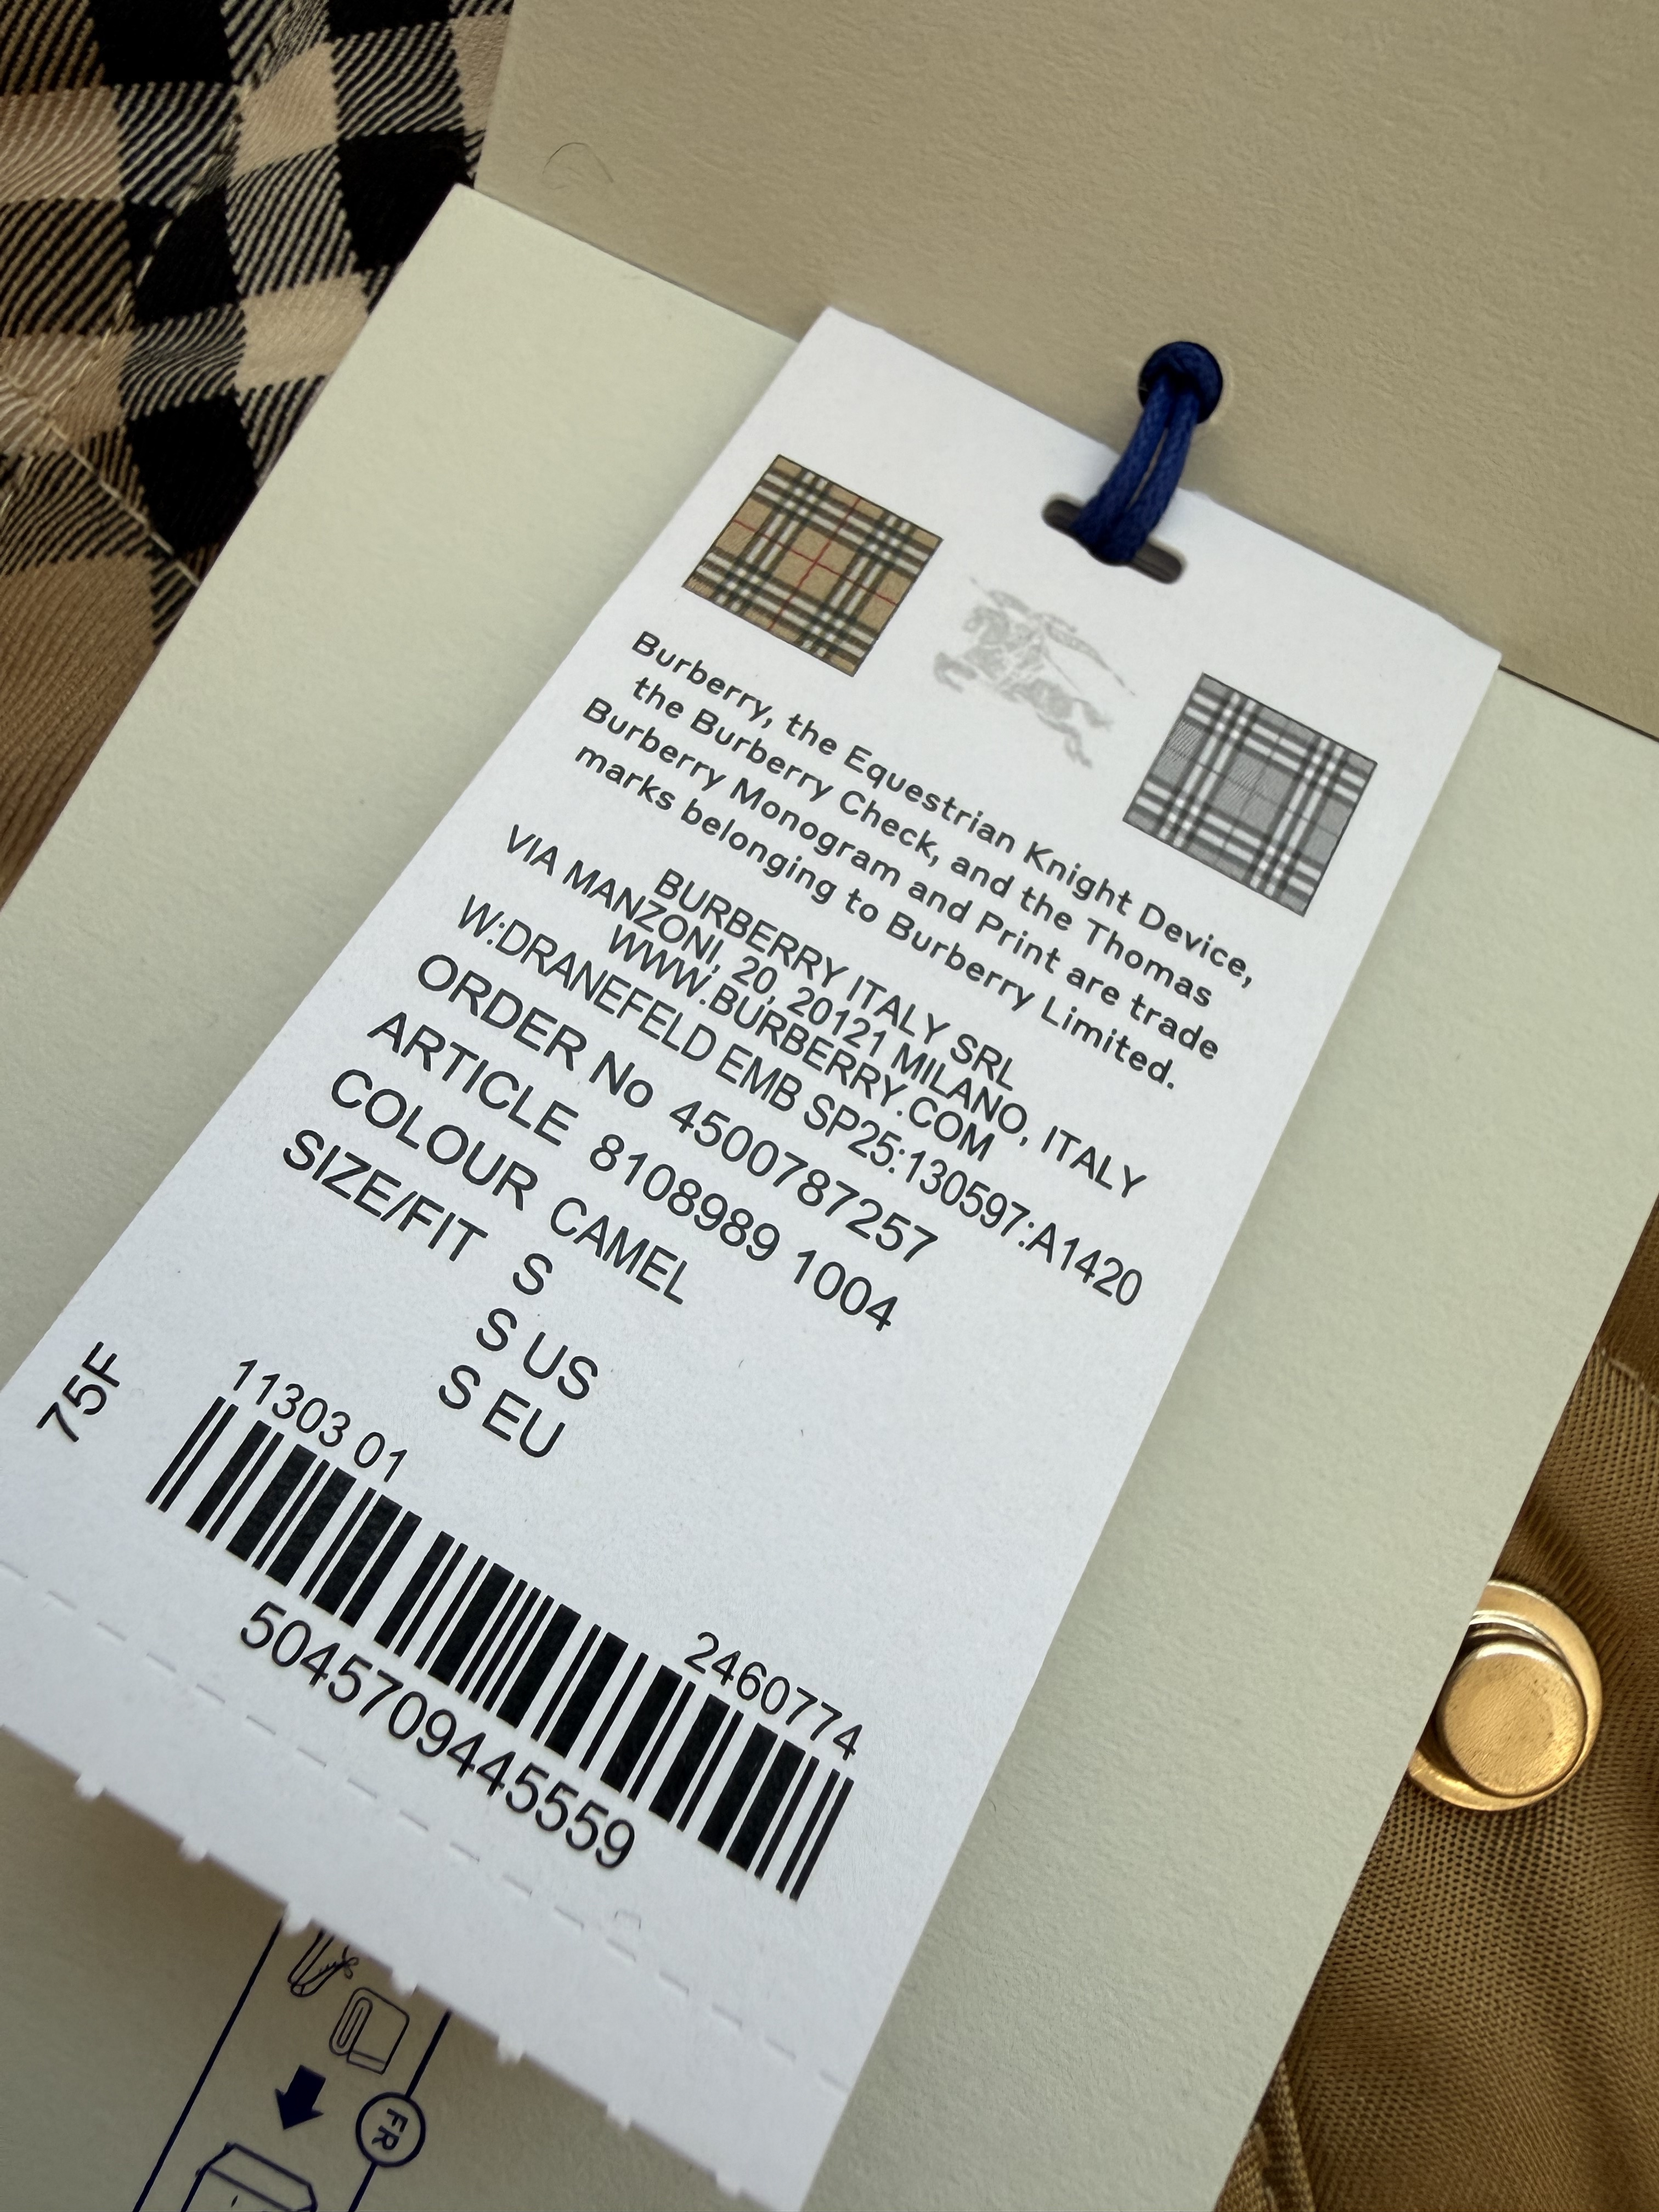 Burberry, the Equestrian Knight Device,
the Burberry Check, and the Thomas
Burberry Monogram and Print are trade
marks belonging to Burberry Limited.
BURBERRY ITALY SRL
VIA MANZONI, 20, 20121 MILANO, ITALY
WWW.BURBERRY.COM
W:DRANEFELD EMB SP25:130597:A1420
ORDER No 4500787257
ARTICLE 8108989 1004
COLOUR CAMEL
SIZE/FIT S
S US
S EU
75F
11303 01
2460774
5045709445559
FR